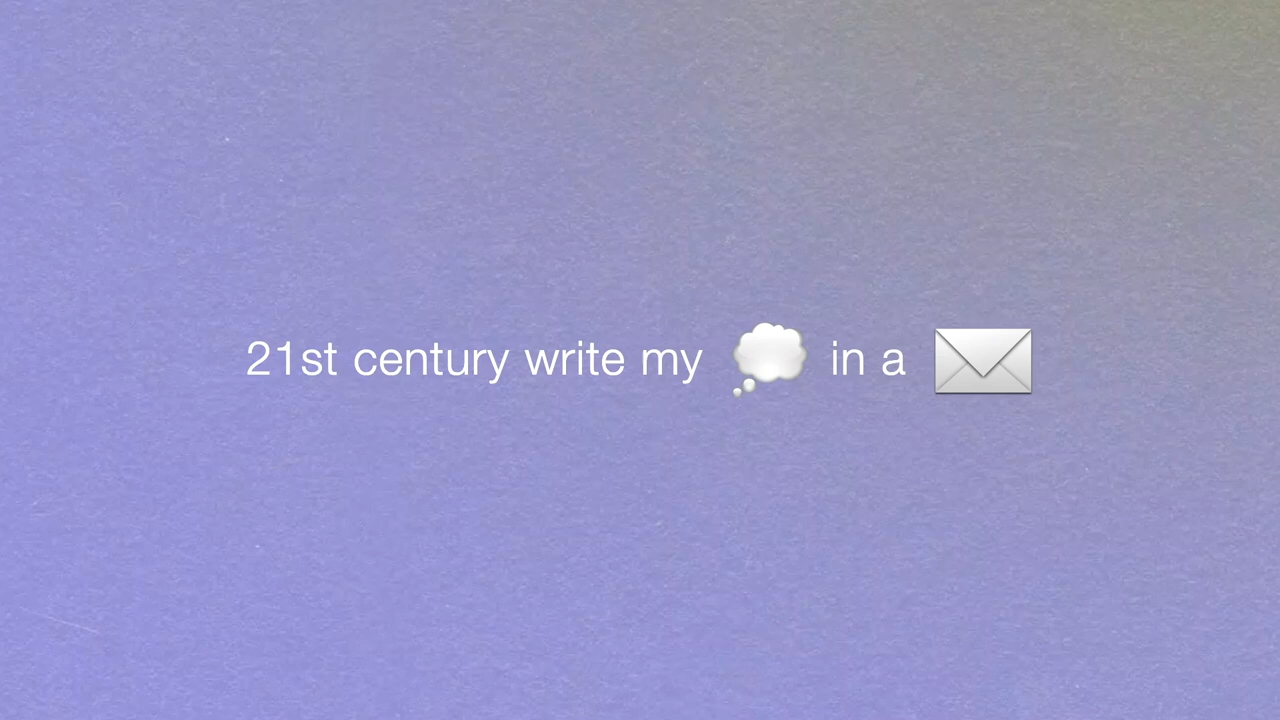 21st century write my 💭 in a ✉️